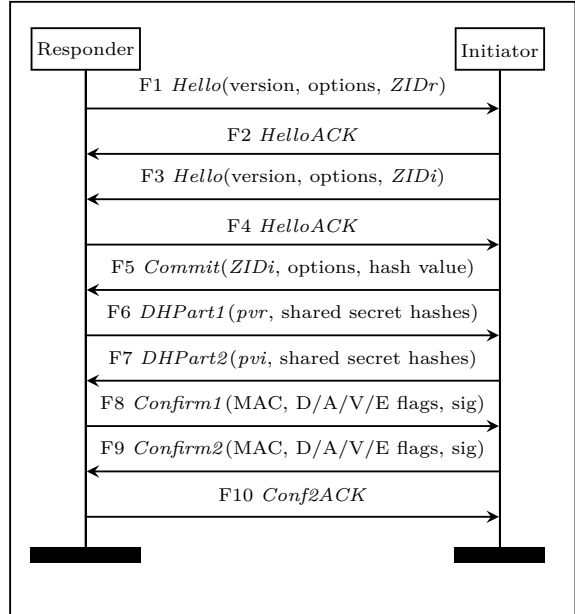 Responder Initiator
F1 Hello(version, options, ZIDr)
F2 HelloACK
F3 Hello(version, options, ZIDi)
F4 HelloACK
F5 Commit(ZIDi, options, hash value)
F6 DHPart1(pvr, shared secret hashes)
F7 DHPart2(pvi, shared secret hashes)
F8 Confirm1(MAC, D/A/V/E flags, sig)
F9 Confirm2(MAC, D/A/V/E flags, sig)
F10 Conf2ACK